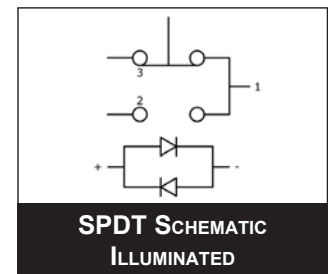 3
1
2
+ -
SPDT SCHEMATIC
ILLUMINATED